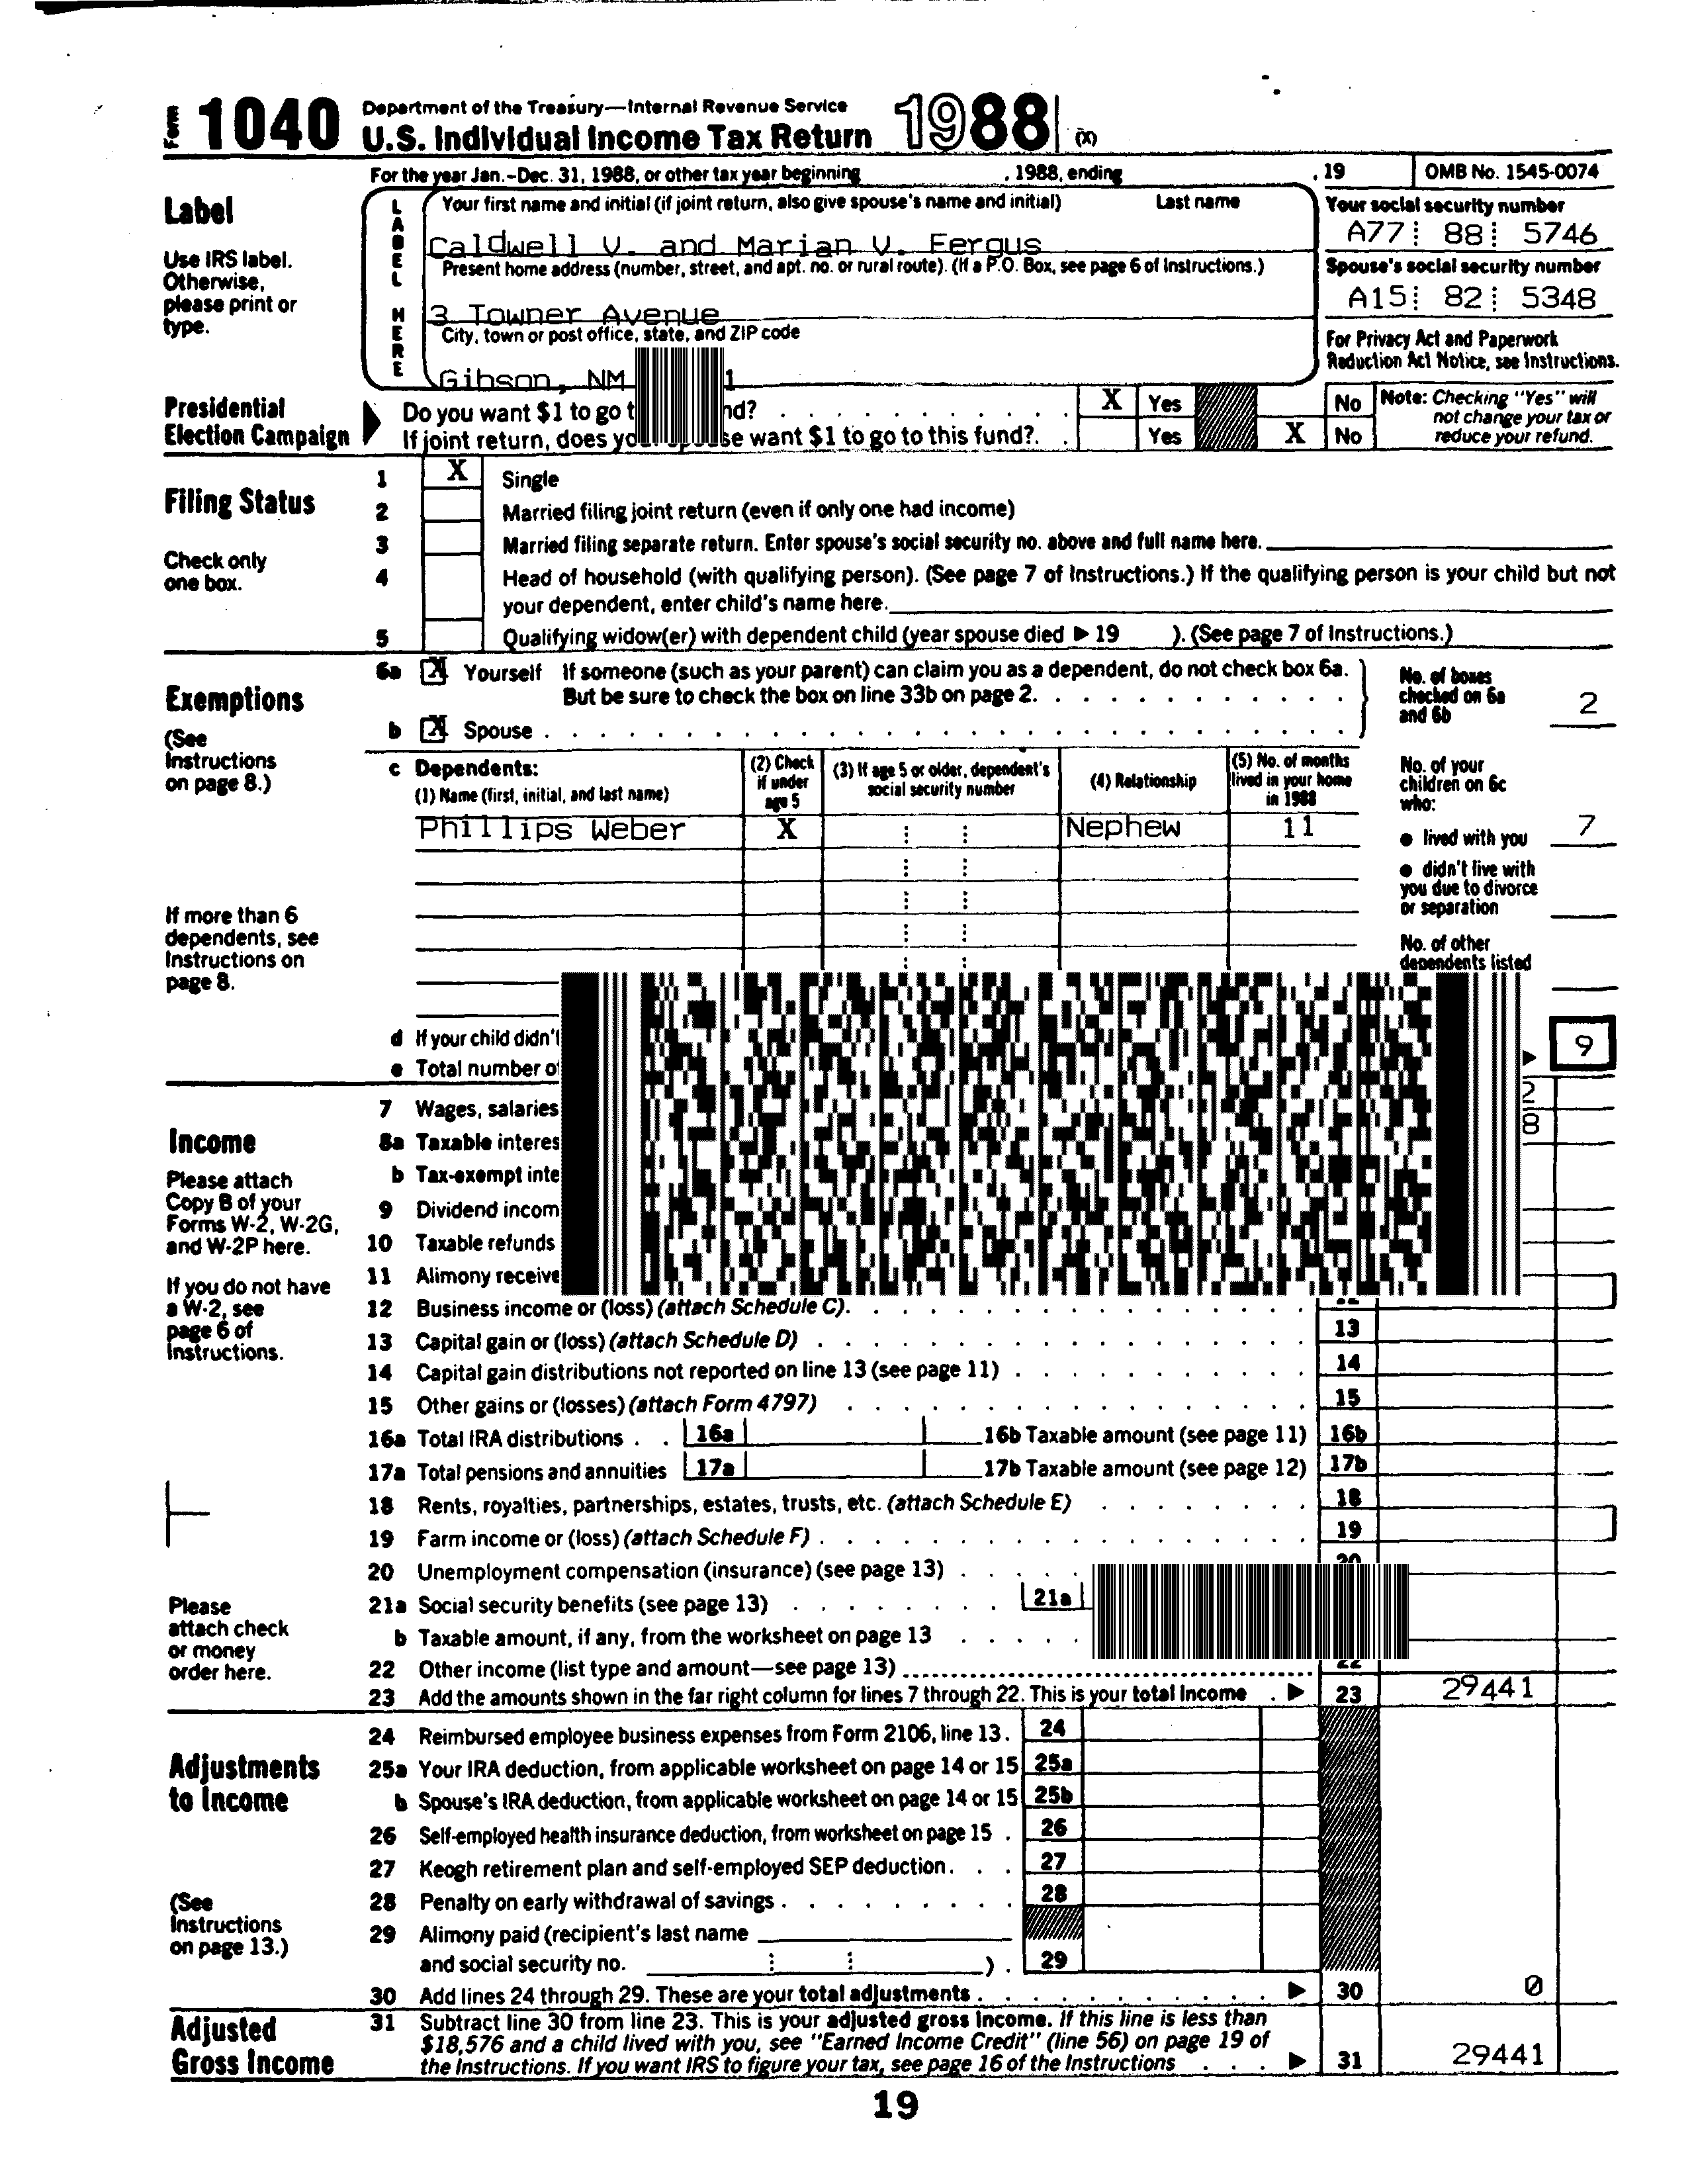 Form 1040 Department of the Treasury—Internal Revenue Service
U.S. Individual Income Tax Return 1988 (X)
For the year Jan.-Dec. 31, 1988, or other tax year beginning , 1988, ending , 19 OMB No. 1545-0074
Label
Use IRS label.
Otherwise,
please print or
type.
LABEL HERE
Your first name and initial (if joint return, also give spouse's name and initial) Last name
Caldwell V. and Marian V. Fergus
Present home address (number, street, and apt. no. or rural route). (If a P.O. Box, see page 6 of Instructions.)
3 Towner Avenue
City, town or post office, state, and ZIP code
Gibson, NM 1
Your social security number
A77 88 5746
Spouse's social security number
A15 82 5348
For Privacy Act and Paperwork
Reduction Act Notice, see Instructions.
Presidential
Election Campaign
Do you want $1 to go t nd? X Yes No
If joint return, does your spouse want $1 to go to this fund? Yes X No
Note: Checking "Yes" will
not change your tax or
reduce your refund.
Filing Status
Check only
one box.
1 X Single
2 Married filing joint return (even if only one had income)
3 Married filing separate return. Enter spouse's social security no. above and full name here.
4 Head of household (with qualifying person). (See page 7 of Instructions.) If the qualifying person is your child but not
your dependent, enter child's name here.
5 Qualifying widow(er) with dependent child (year spouse died ▶ 19 ). (See page 7 of Instructions.)
Exemptions
(See
Instructions
on page 8.)
If more than 6
dependents, see
Instructions on
page 8.
6a X Yourself If someone (such as your parent) can claim you as a dependent, do not check box 6a.
But be sure to check the box on line 33b on page 2.
b X Spouse
No. of boxes
checked on 6a
and 6b 2
c Dependents:
(1) Name (first, initial, and last name)
(2) Check
if under
age 5
(3) If age 5 or older, dependent's
social security number
(4) Relationship
(5) No. of months
lived in your home
in 1988
Phillips Weber X Nephew 11
No. of your
children on 6c
who:
● lived with you 7
● didn't live with
you due to divorce
or separation
No. of other
dependents listed
d If your child didn't
e Total number of ▶ 9
Income
Please attach
Copy B of your
Forms W-2, W-2G,
and W-2P here.
If you do not have
a W-2, see
page 6 of
Instructions.
Please
attach check
or money
order here.
7 Wages, salaries 2
8a Taxable interes 8
b Tax-exempt inte
9 Dividend incom
10 Taxable refunds
11 Alimony receive
12 Business income or (loss) (attach Schedule C).
13 Capital gain or (loss) (attach Schedule D) 13
14 Capital gain distributions not reported on line 13 (see page 11) 14
15 Other gains or (losses) (attach Form 4797) 15
16a Total IRA distributions 16a 16b Taxable amount (see page 11) 16b
17a Total pensions and annuities 17a 17b Taxable amount (see page 12) 17b
18 Rents, royalties, partnerships, estates, trusts, etc. (attach Schedule E) 18
19 Farm income or (loss) (attach Schedule F) 19
20 Unemployment compensation (insurance) (see page 13) 20
21a Social security benefits (see page 13) 21a
b Taxable amount, if any, from the worksheet on page 13
22 Other income (list type and amount—see page 13) 22
23 Add the amounts shown in the far right column for lines 7 through 22. This is your total income ▶ 23 29441
Adjustments
to Income
(See
Instructions
on page 13.)
24 Reimbursed employee business expenses from Form 2106, line 13. 24
25a Your IRA deduction, from applicable worksheet on page 14 or 15 25a
b Spouse's IRA deduction, from applicable worksheet on page 14 or 15 25b
26 Self-employed health insurance deduction, from worksheet on page 15 26
27 Keogh retirement plan and self-employed SEP deduction. 27
28 Penalty on early withdrawal of savings 28
29 Alimony paid (recipient's last name
and social security no. ) 29
30 Add lines 24 through 29. These are your total adjustments ▶ 30 0
Adjusted
Gross Income
31 Subtract line 30 from line 23. This is your adjusted gross income. If this line is less than
$18,576 and a child lived with you, see "Earned Income Credit" (line 56) on page 19 of
the Instructions. If you want IRS to figure your tax, see page 16 of the Instructions ▶ 31 29441
19